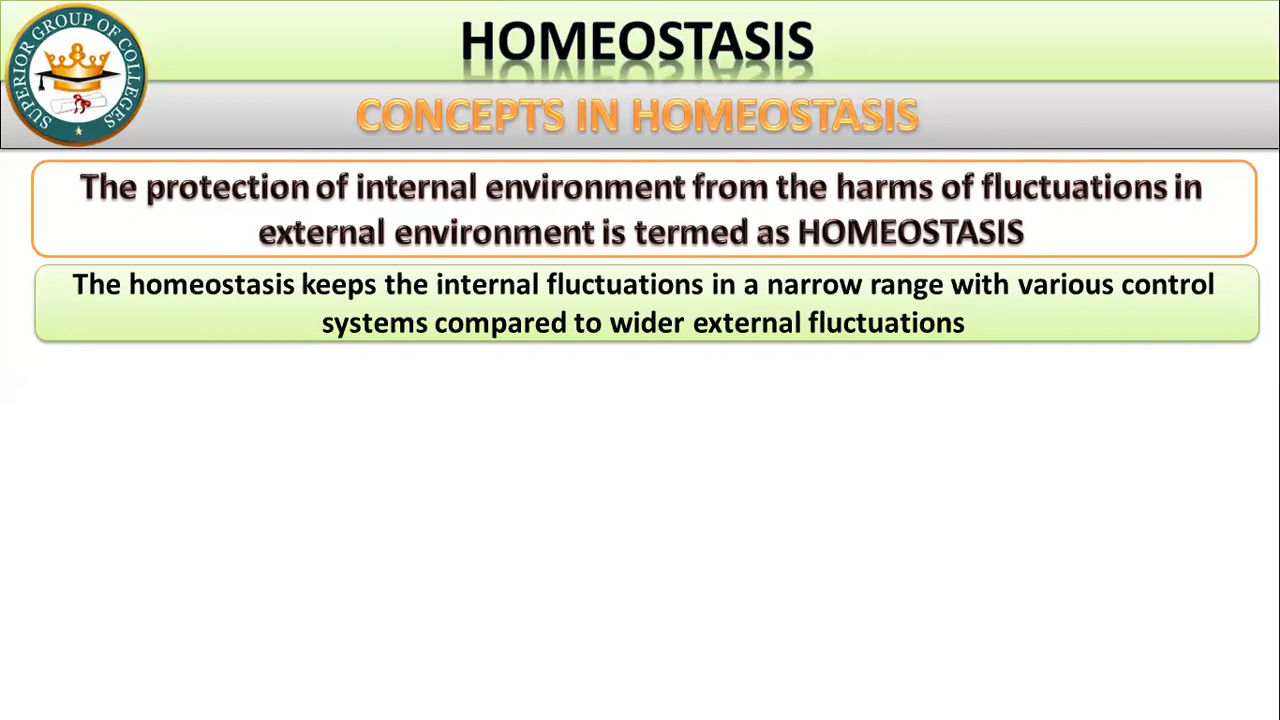 SUPERIOR GROUP OF COLLEGES
HOMEOSTASIS
CONCEPTS IN HOMEOSTASIS
The protection of internal environment from the harms of fluctuations in
external environment is termed as HOMEOSTASIS
The homeostasis keeps the internal fluctuations in a narrow range with various control
systems compared to wider external fluctuations